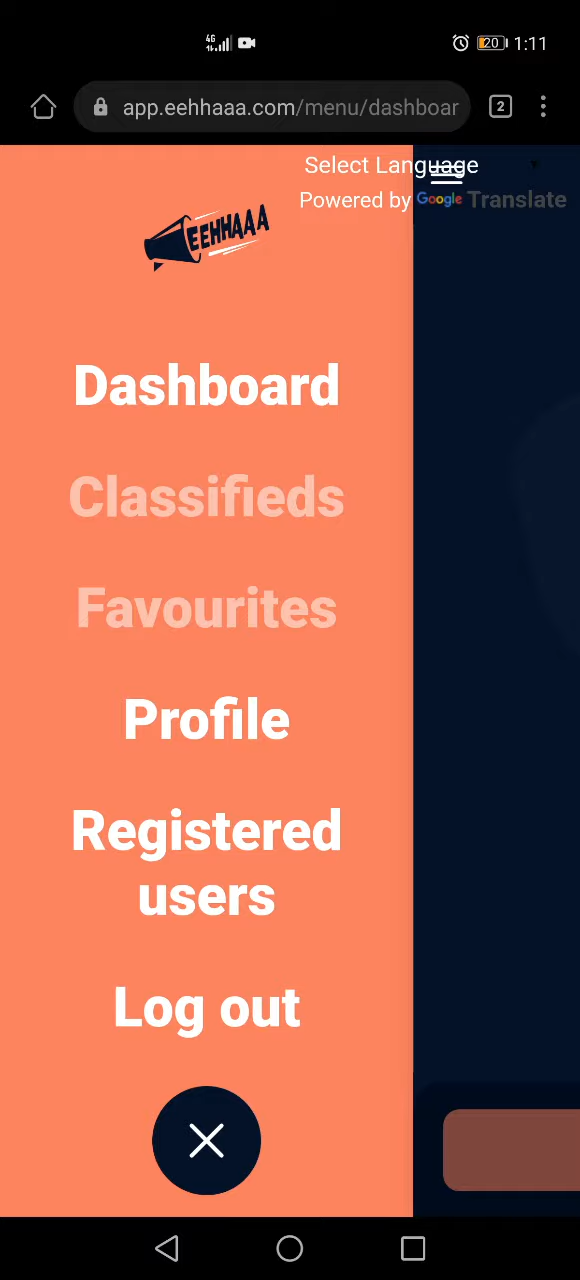 4G
20
1:11
app.eehhaaa.com/menu/dashboar
2
Select Language
Powered by Google Translate
EEHHAAA
Dashboard
Classifieds
Favourites
Profile
Registered
users
Log out